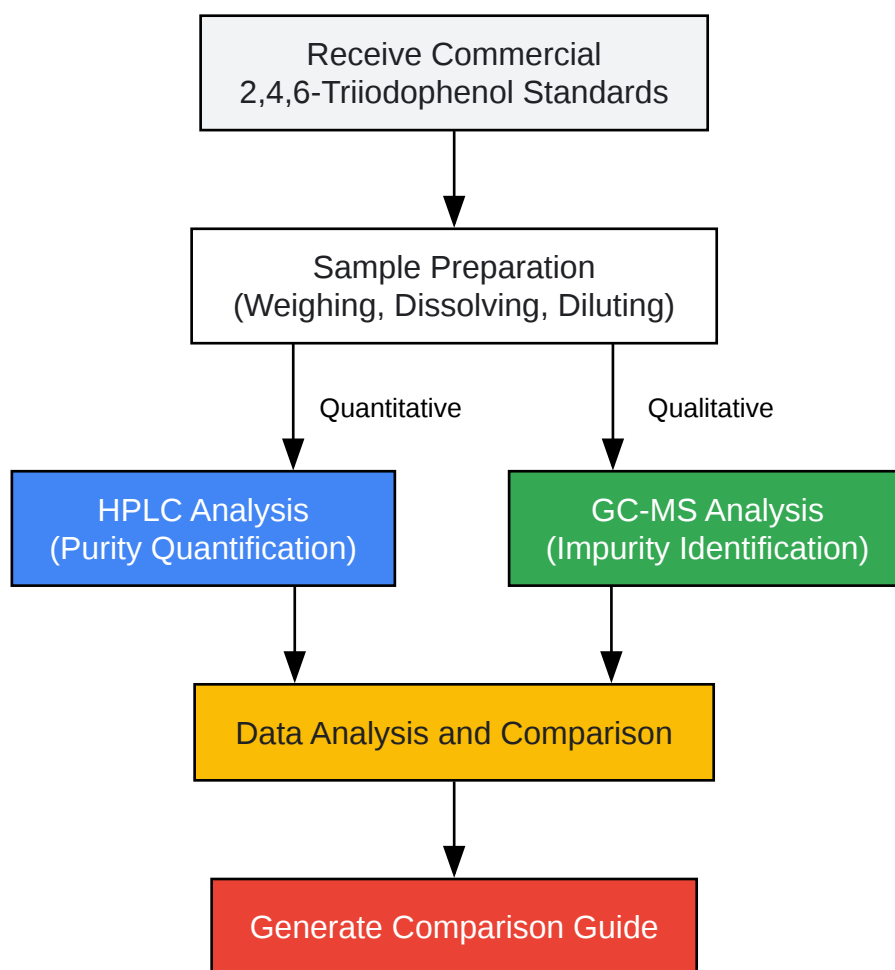 Receive Commercial
2,4,6-Triiodophenol Standards
Sample Preparation
(Weighing, Dissolving, Diluting)
Quantitative
Qualitative
HPLC Analysis
(Purity Quantification)
GC-MS Analysis
(Impurity Identification)
Data Analysis and Comparison
Generate Comparison Guide